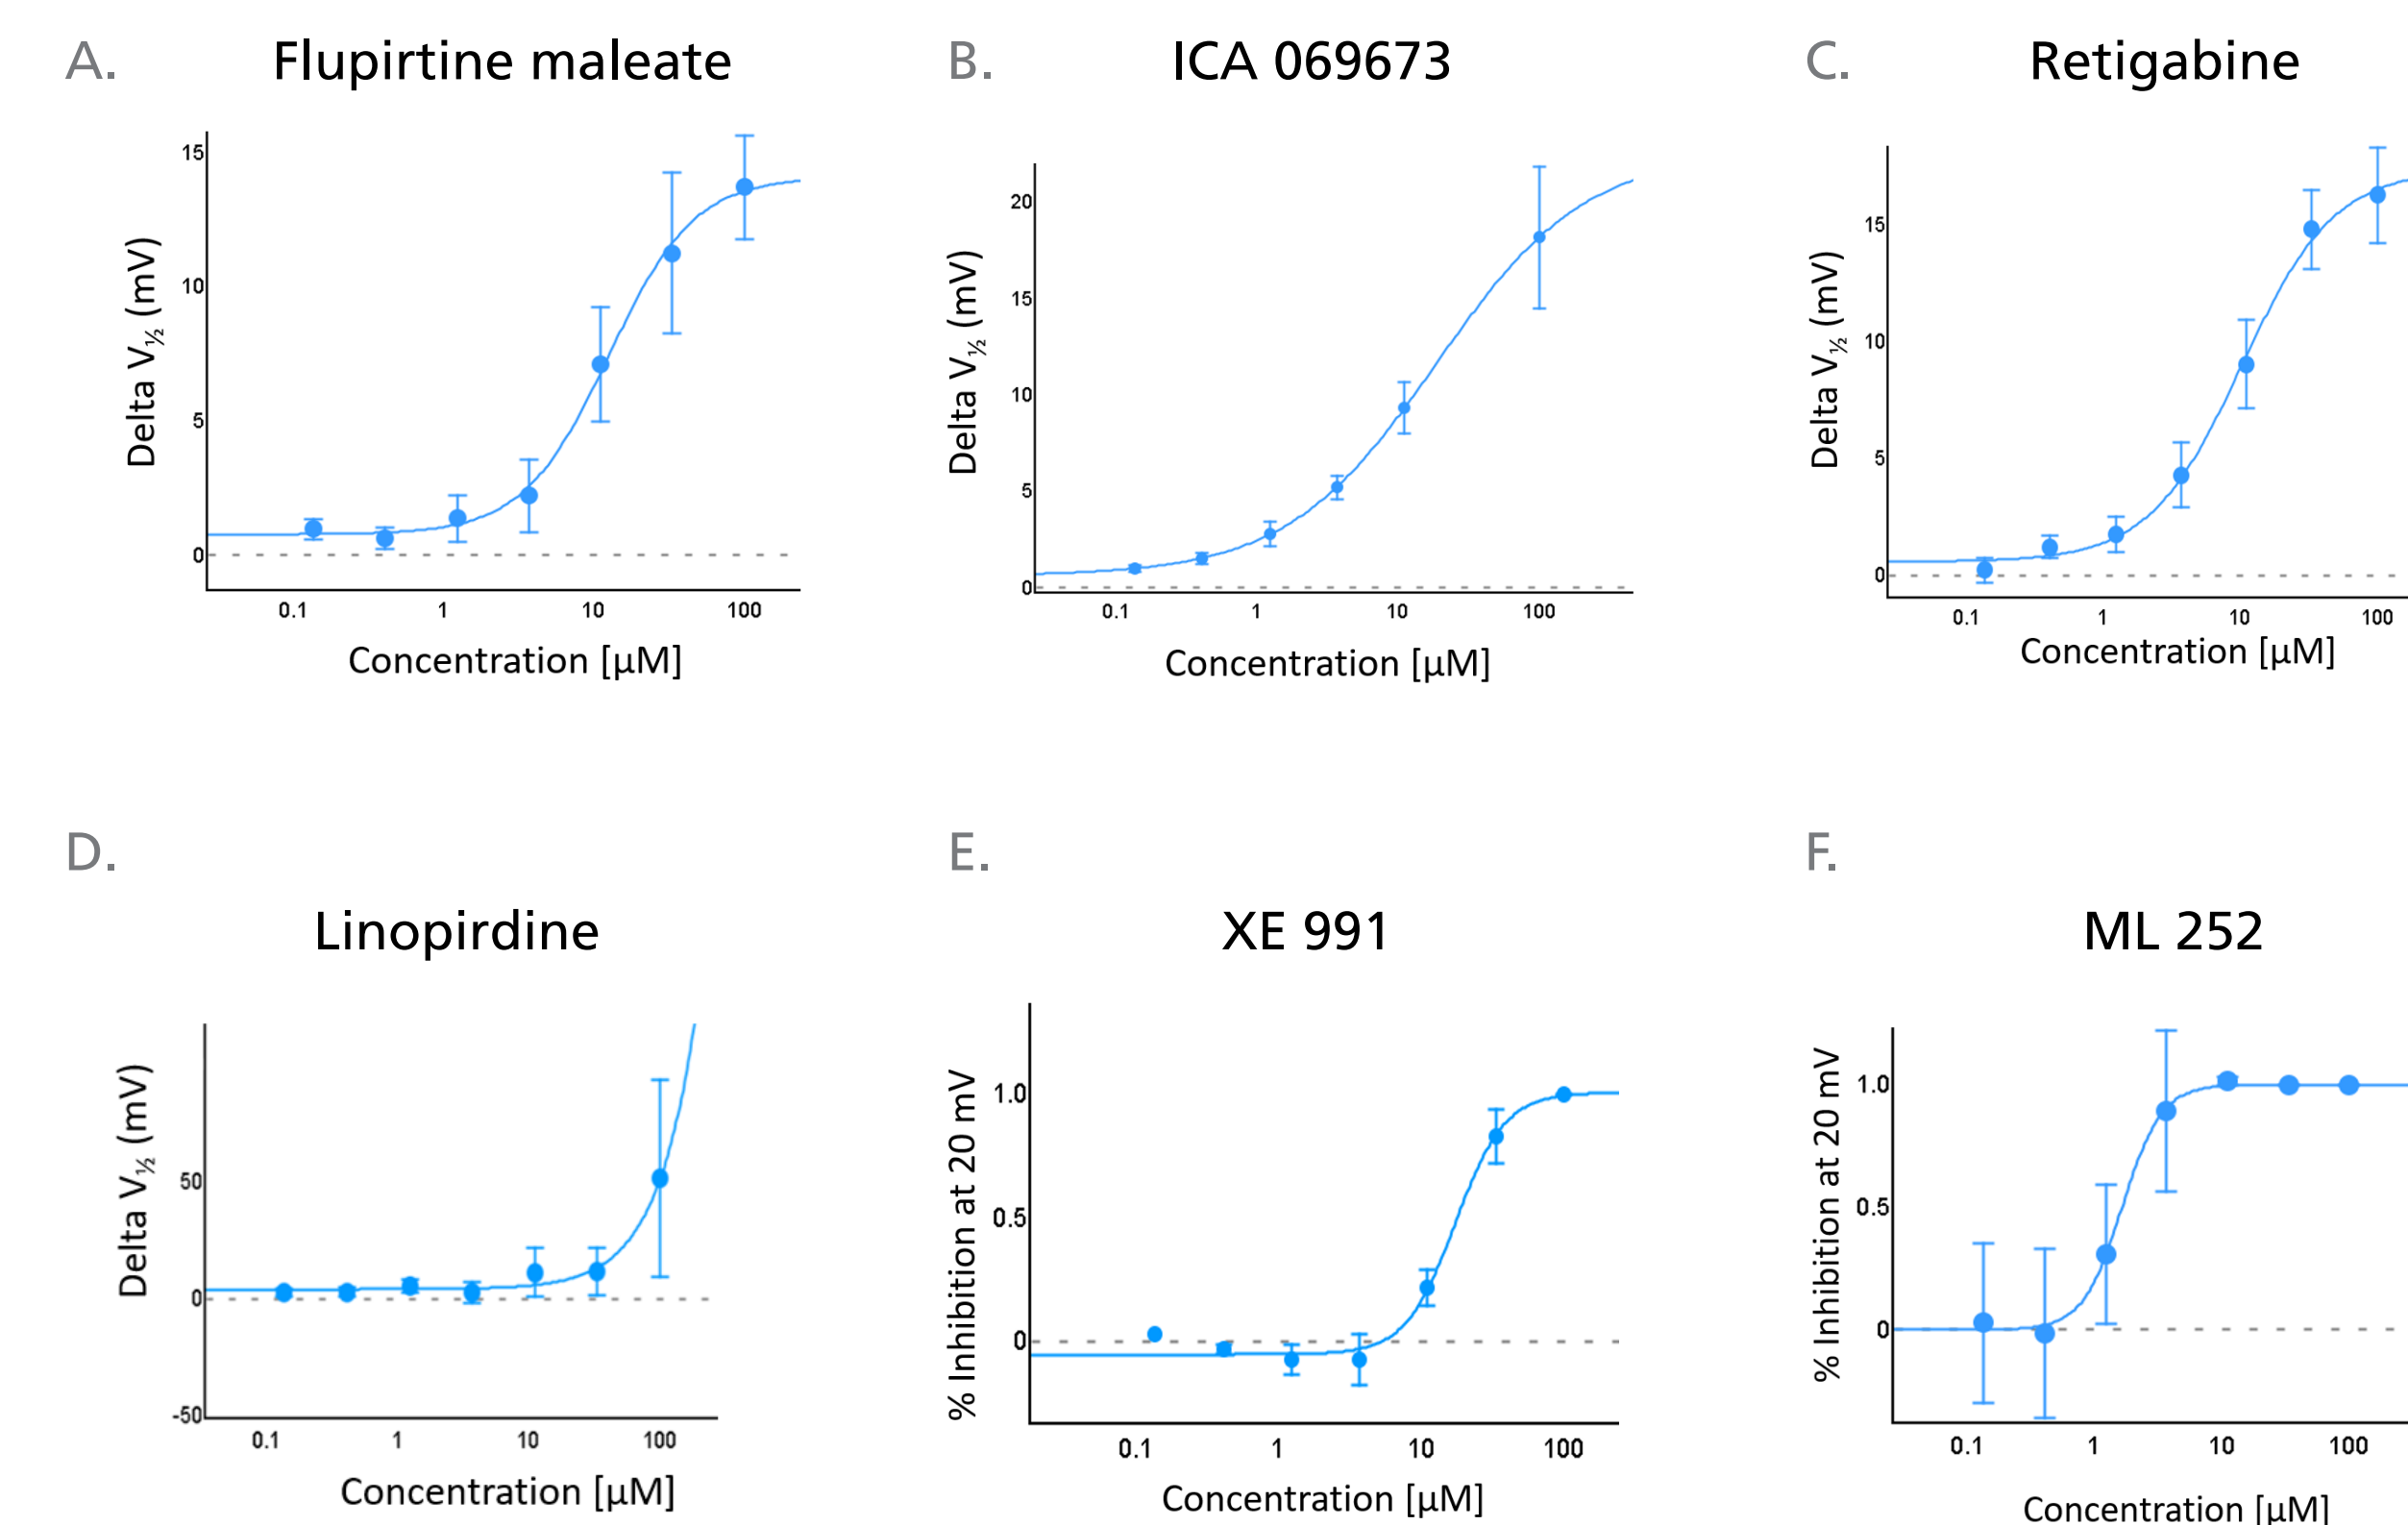 A. Flupirtine maleate
Delta V½ (mV)
15
10
5
0
0.1 1 10 100
Concentration [µM]
B. ICA 069673
Delta V½ (mV)
20
15
10
5
0
0.1 1 10 100
Concentration [µM]
C. Retigabine
Delta V½ (mV)
15
10
5
0
0.1 1 10 100
Concentration [µM]
D.
Linopirdine
Delta V½ (mV)
50
0
-50
0.1 1 10 100
Concentration [µM]
E.
XE 991
% Inhibition at 20 mV
1.0
0.5
0
0.1 1 10 100
Concentration [µM]
F.
ML 252
% Inhibition at 20 mV
1.0
0.5
0
0.1 1 10 100
Concentration [µM]